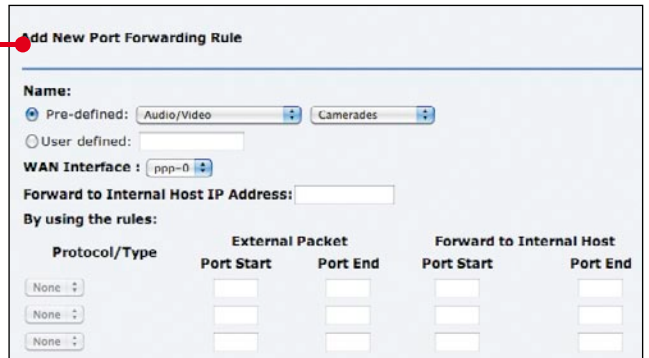 Add New Port Forwarding Rule
Name:
Pre-defined: Audio/Video Camerades
User defined:
WAN Interface : ppp-0
Forward to Internal Host IP Address:
By using the rules:
Protocol/Type External Packet Forward to Internal Host
Port Start Port End Port Start Port End
None
None
None